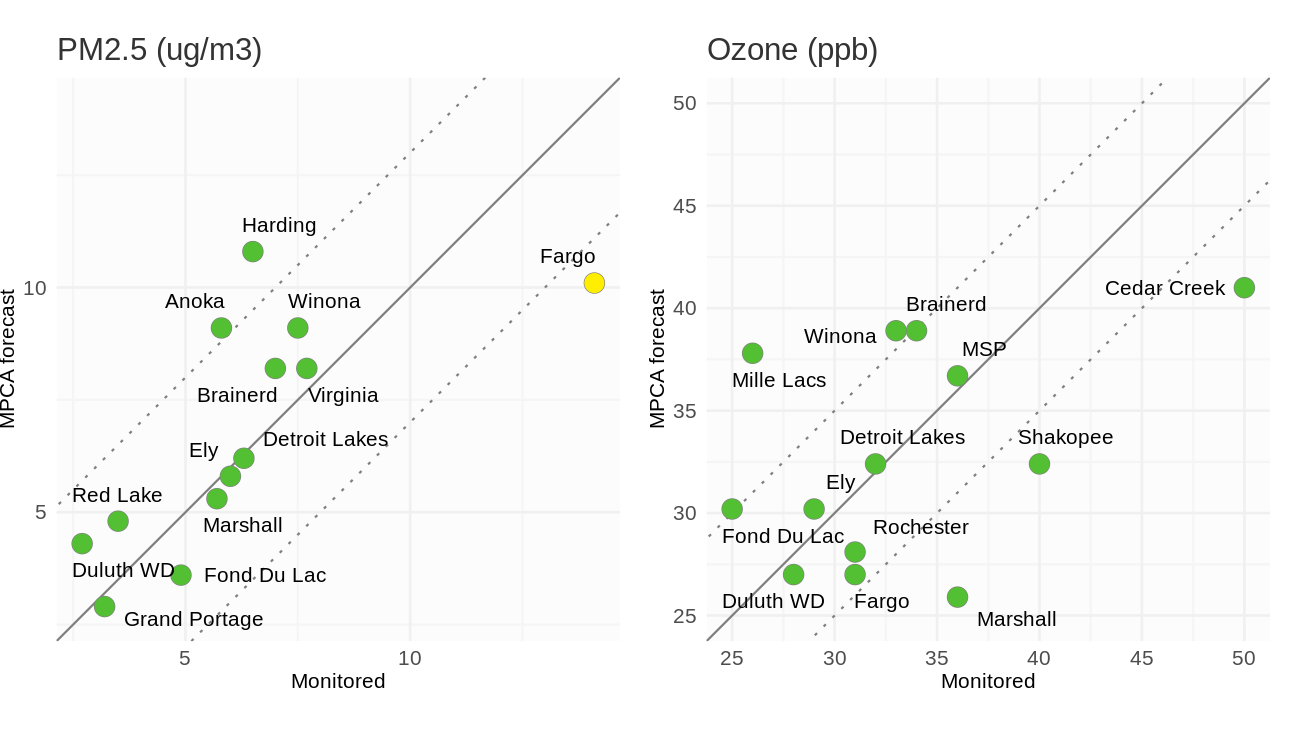 PM2.5 (ug/m3)
Harding
Fargo
Anoka
Winona
10
Brainerd
Virginia
Detroit Lakes
Ely
Red Lake
5
Marshall
Duluth WD
Fond Du Lac
Grand Portage
5
10
Monitored
MPCA forecast
Ozone (ppb)
50
45
Cedar Creek
40
Brainerd
Winona
MSP
Mille Lacs
35
Detroit Lakes
Shakopee
Ely
30
Rochester
Fond Du Lac
Duluth WD
Fargo
25
Marshall
25
30
35
40
45
50
Monitored
MPCA forecast